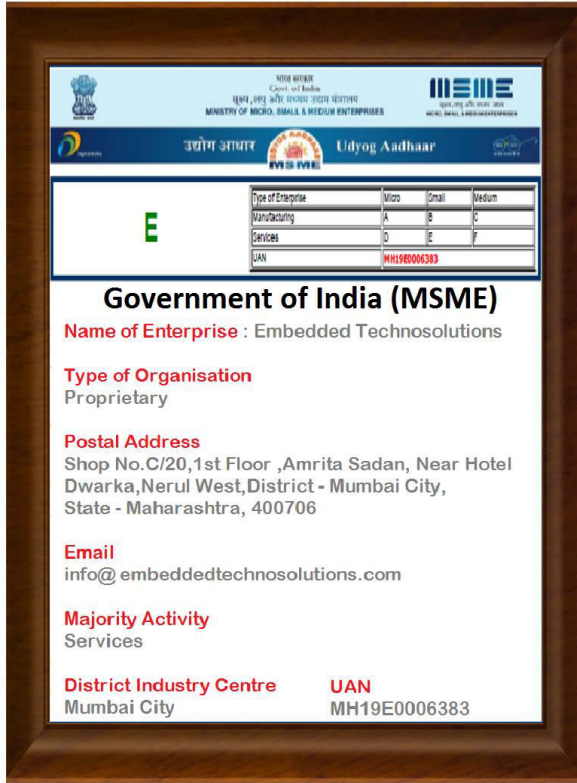 भारत सरकार
Govt. of India
सूक्ष्म ,लघु और मध्यम उद्यम मंत्रालय
MINISTRY OF MICRO, SMALL & MEDIUM ENTERPRISES
उद्योग आधार
UDYOG AADHAAR
MSME
Udyog Aadhaar
E
Type of Enterprise Micro Small Medium
Manufacturing A B C
Services D E F
UAN MH19E0006383
Government of India (MSME)
Name of Enterprise : Embedded Technosolutions
Type of Organisation
Proprietary
Postal Address
Shop No.C/20,1st Floor ,Amrita Sadan, Near Hotel
Dwarka,Nerul West,District - Mumbai City,
State - Maharashtra, 400706
Email
info@ embeddedtechnosolutions.com
Majority Activity
Services
District Industry Centre UAN
Mumbai City MH19E0006383